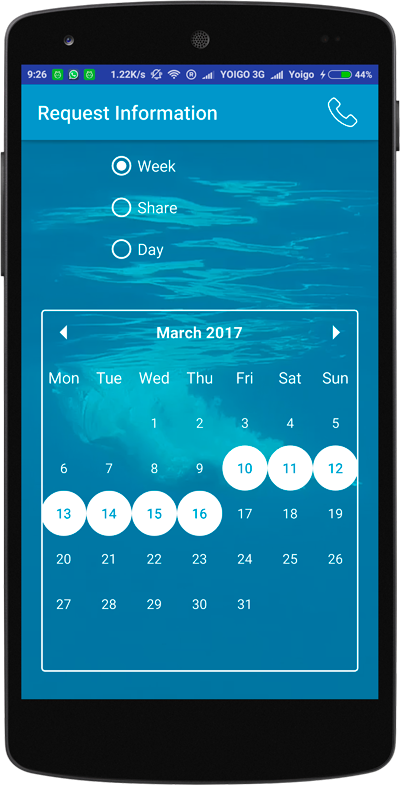 9:26 1.22K/s R YOIGO 3G Yoigo 44%
Request Information
Week
Share
Day
March 2017
Mon Tue Wed Thu Fri Sat Sun
1 2 3 4 5
6 7 8 9 10 11 12
13 14 15 16 17 18 19
20 21 22 23 24 25 26
27 28 29 30 31